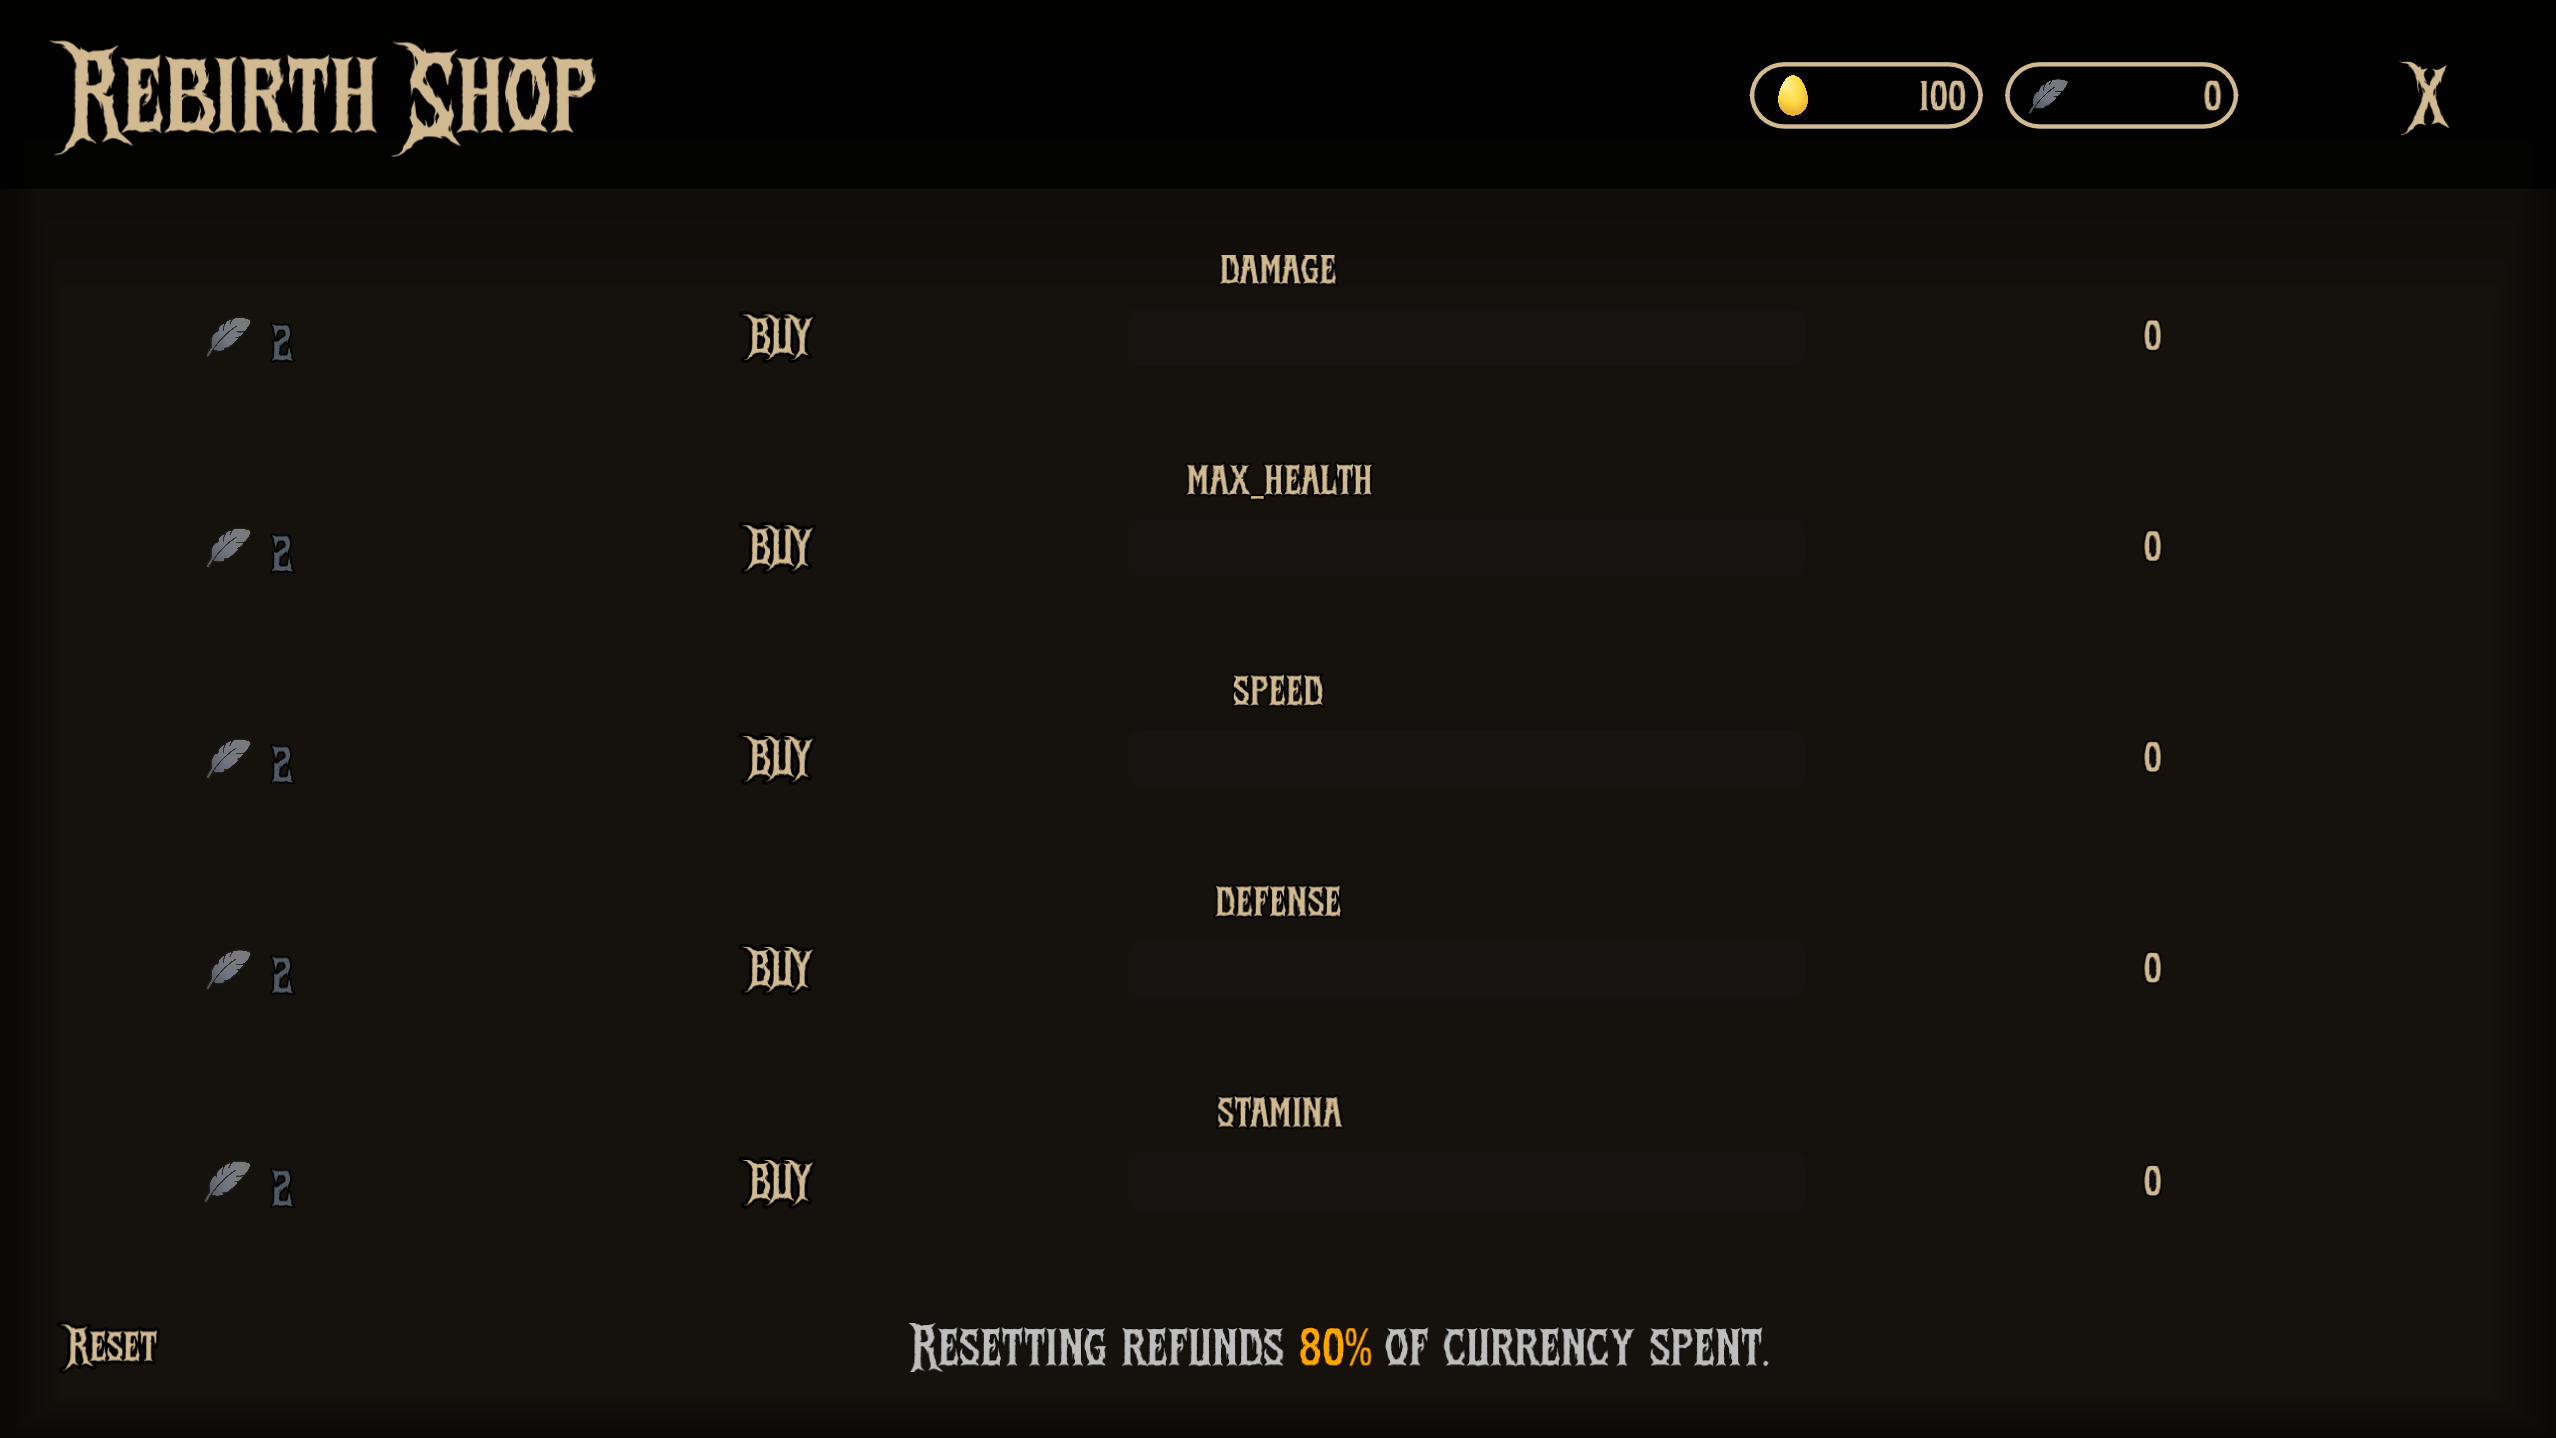 Rebirth Shop 100 0 X
DAMAGE
2 BUY 0
MAX_HEALTH
2 BUY 0
SPEED
2 BUY 0
DEFENSE
2 BUY 0
STAMINA
2 BUY 0
Reset Resetting refunds 80% of currency spent.